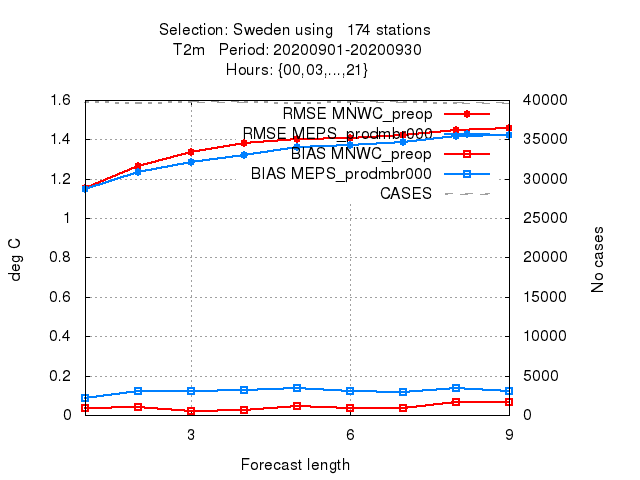 Selection: Sweden using 174 stations
T2m Period: 20200901-20200930
Hours: {00,03,...,21}
1.6
1.4
1.2
1
0.8
0.6
0.4
0.2
0
deg C
RMSE MNWC_preop
RMSE MEPS_prodmbr000
BIAS MNWC_preop
BIAS MEPS_prodmbr000
CASES
40000
35000
30000
25000
20000
15000
10000
5000
0
No cases
3 6 9
Forecast length